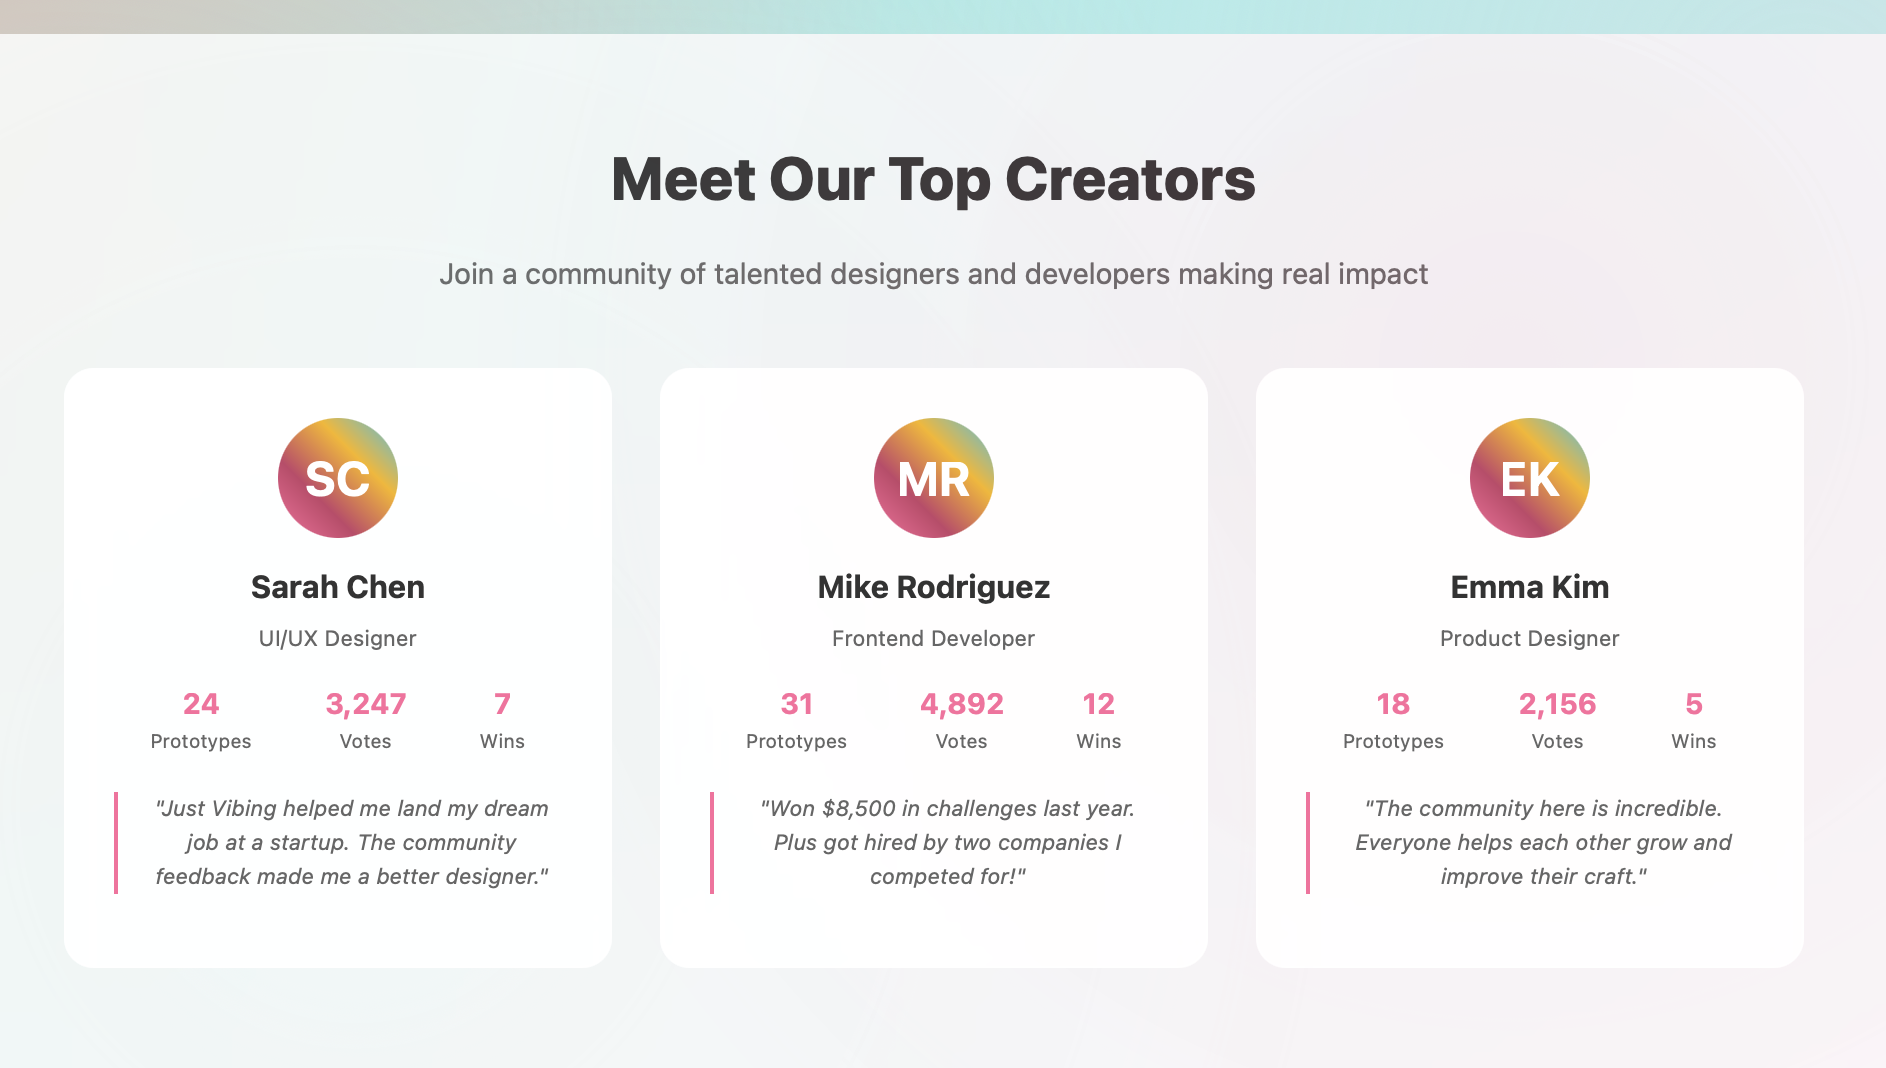 Meet Our Top Creators
Join a community of talented designers and developers making real impact
SC
Sarah Chen
UI/UX Designer
24 3,247 7
Prototypes Votes Wins
"Just Vibing helped me land my dream
job at a startup. The community
feedback made me a better designer."
MR
Mike Rodriguez
Frontend Developer
31 4,892 12
Prototypes Votes Wins
"Won $8,500 in challenges last year.
Plus got hired by two companies I
competed for!"
EK
Emma Kim
Product Designer
18 2,156 5
Prototypes Votes Wins
"The community here is incredible.
Everyone helps each other grow and
improve their craft."